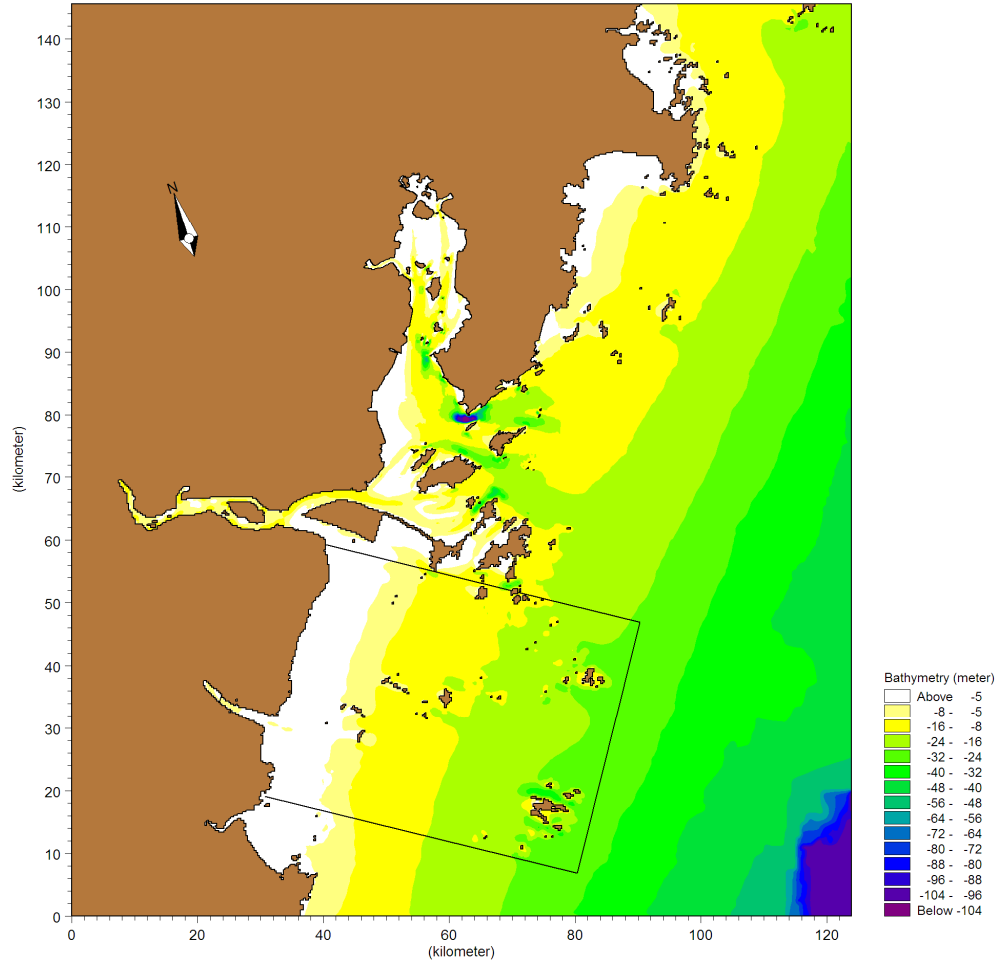 140
130
120
110
100
90
80
70
60
50
40
30
20
10
0
(kilometer)
N
0
20
40
60
80
100
120
(kilometer)
Bathymetry (meter)
Above -5
-8 - -5
-16 - -8
-24 - -16
-32 - -24
-40 - -32
-48 - -40
-56 - -48
-64 - -56
-72 - -64
-80 - -72
-88 - -80
-96 - -88
-104 - -96
Below -104